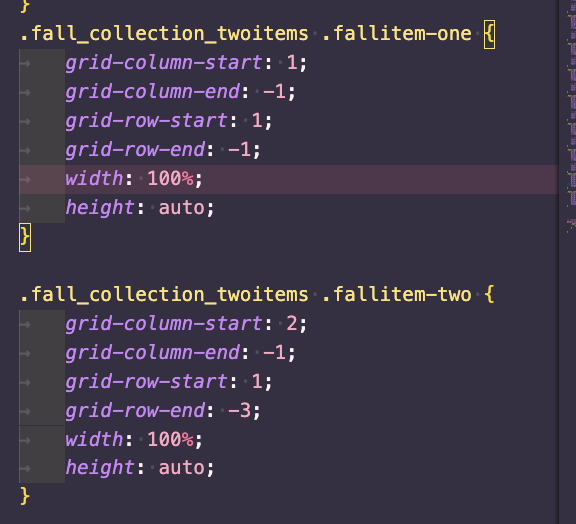 }
.fall_collection_twoitems .fallitem-one {
grid-column-start: 1;
grid-column-end: -1;
grid-row-start: 1;
grid-row-end: -1;
width: 100%;
height: auto;
}
.fall_collection_twoitems .fallitem-two {
grid-column-start: 2;
grid-column-end: -1;
grid-row-start: 1;
grid-row-end: -3;
width: 100%;
height: auto;
}